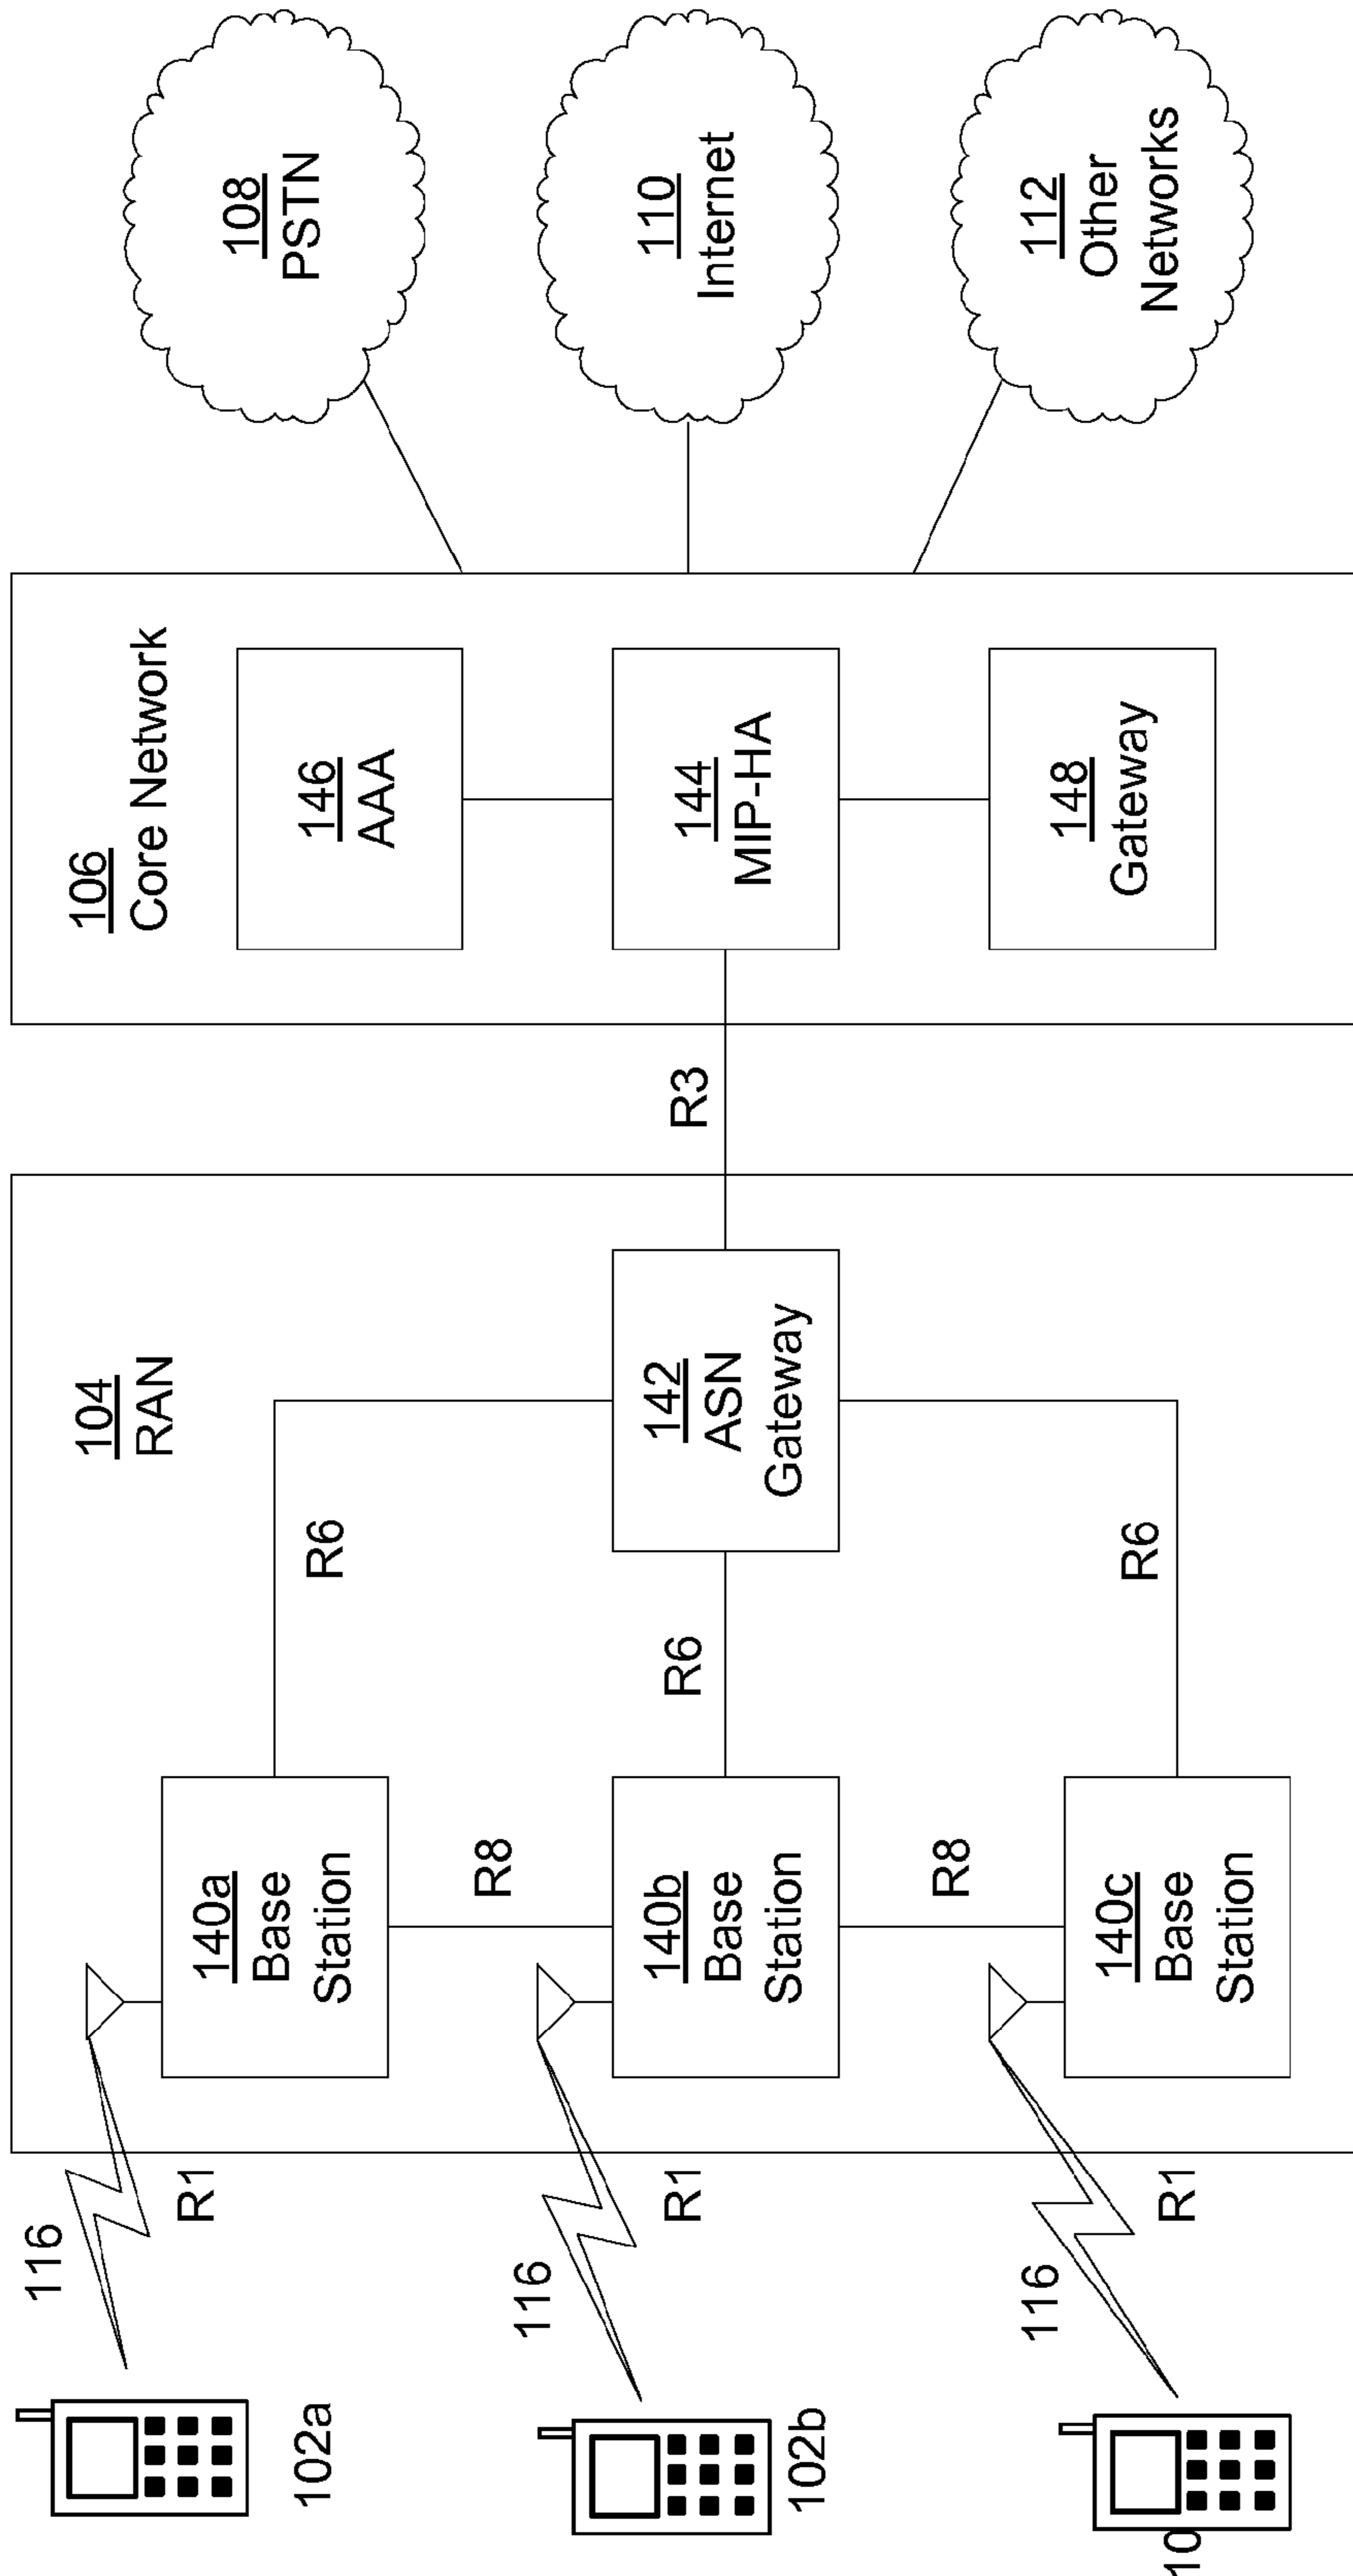 116
R1
102a
140a
Base
Station
R6
104
RAN
R8
116
R1
102b
140b
Base
Station
R6
142
ASN
Gateway
R3
R8
116
R1
10
140c
Base
Station
R6
106
Core Network
146
AAA
144
MIP-HA
148
Gateway
108
PSTN
110
Internet
112
Other
Networks